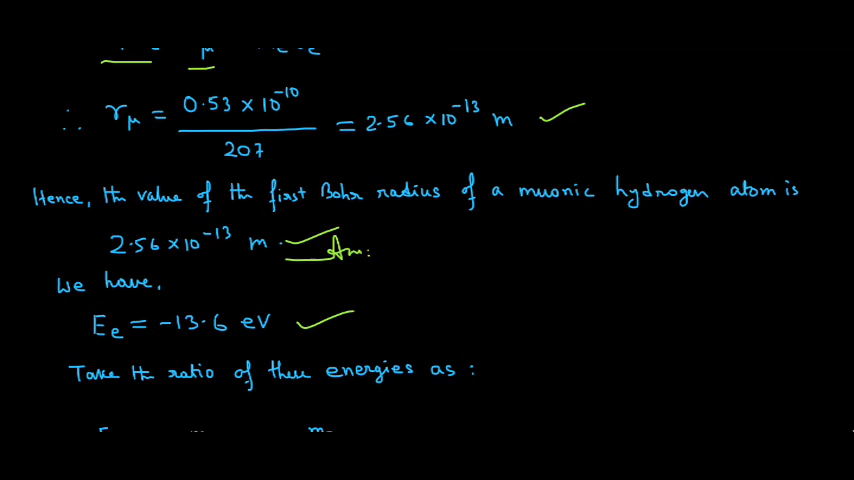 ∴ rμ = 0.53 × 10⁻¹⁰ / 207 = 2.56 × 10⁻¹³ m
Hence, the value of the first Bohr radius of a muonic hydrogen atom is
2.56 × 10⁻¹³ m. Ans:
We have,
Eₑ = -13.6 eV
Take the ratio of these energies as: